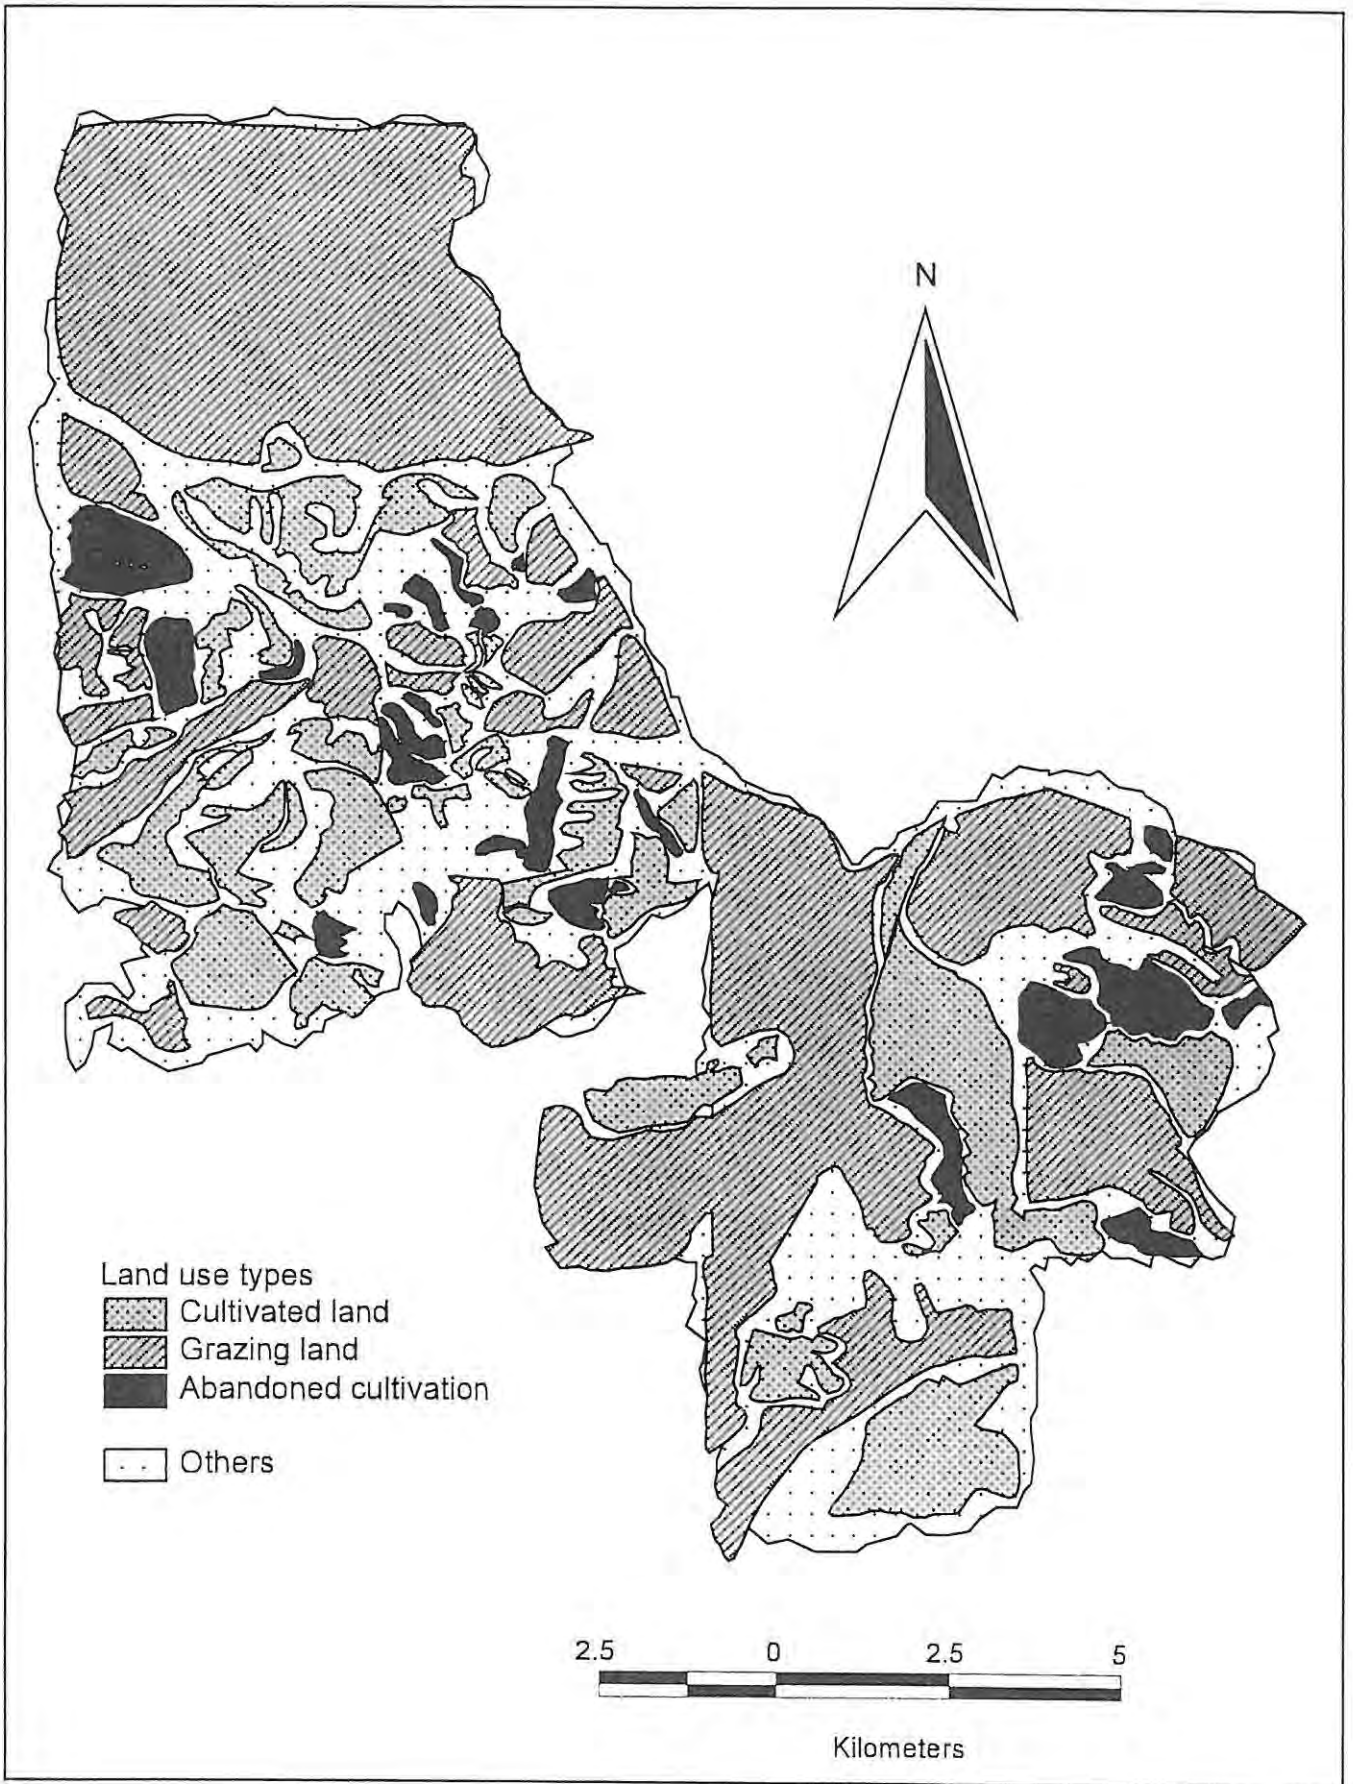 N
Land use types
Cultivated land
Grazing land
Abandoned cultivation
Others
2.5 0 2.5 5
Kilometers